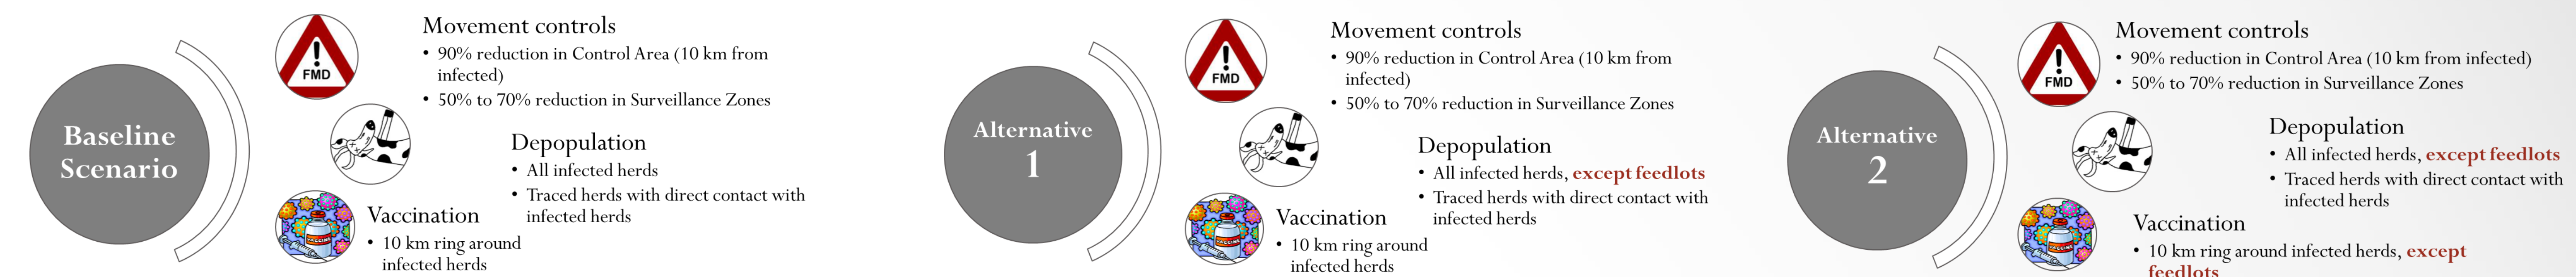 Baseline
Scenario
FMD
Movement controls
• 90% reduction in Control Area (10 km from
infected)
• 50% to 70% reduction in Surveillance Zones
Depopulation
• All infected herds
• Traced herds with direct contact with
infected herds
VACCINE
Vaccination
• 10 km ring around
infected herds
Alternative
1
FMD
Movement controls
• 90% reduction in Control Area (10 km from
infected)
• 50% to 70% reduction in Surveillance Zones
Depopulation
• All infected herds, except feedlots
• Traced herds with direct contact with
infected herds
VACCINE
Vaccination
• 10 km ring around
infected herds
Alternative
2
FMD
Movement controls
• 90% reduction in Control Area (10 km from infected)
• 50% to 70% reduction in Surveillance Zones
Depopulation
• All infected herds, except feedlots
• Traced herds with direct contact with
infected herds
VACCINE
Vaccination
• 10 km ring around infected herds, except
feedlots